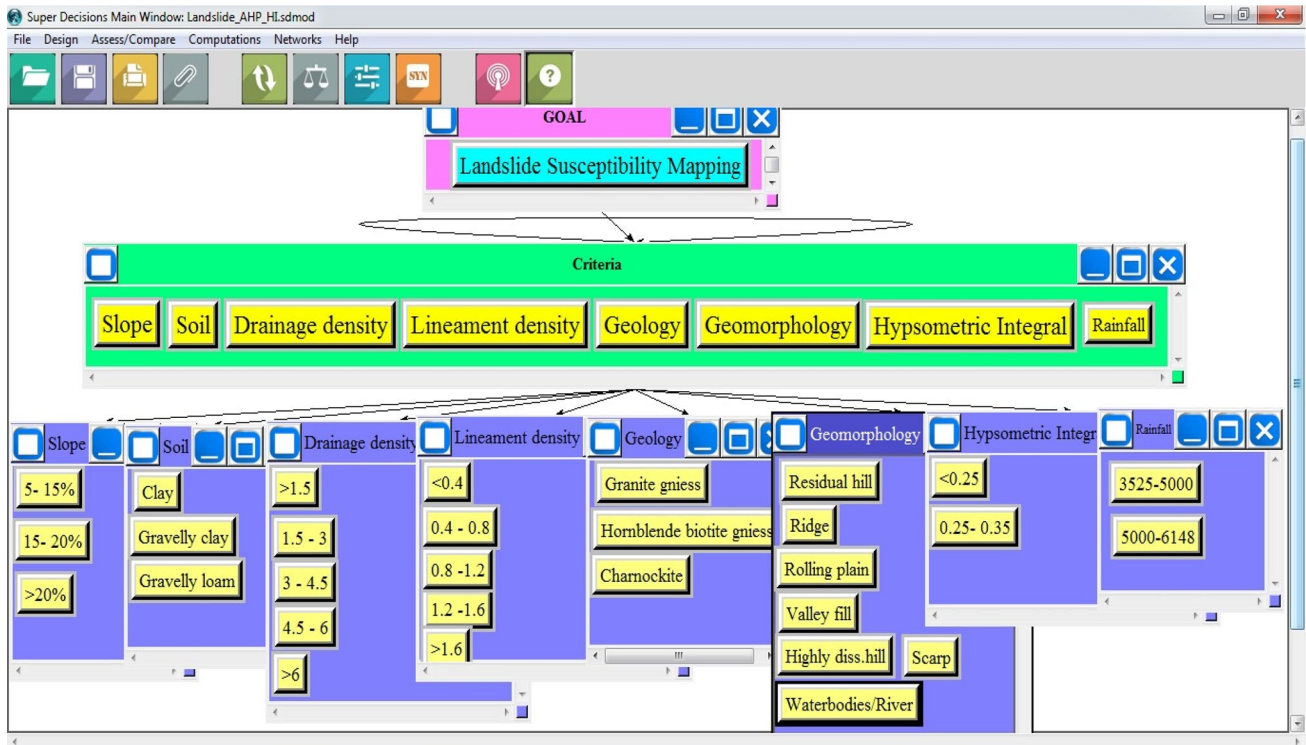 Super Decisions Main Window: Landslide_AHP_HI.sdmod
File Design Assess/Compare Computations Networks Help
SYN
?
GOAL
Landslide Susceptibility Mapping
Criteria
Slope Soil Drainage density Lineament density Geology Geomorphology Hypsometric Integral Rainfall
Slope
5- 15%
15- 20%
>20%
Soil
Clay
Gravelly clay
Gravelly loam
Drainage density
>1.5
1.5 - 3
3 - 4.5
4.5 - 6
>6
Lineament density
<0.4
0.4 - 0.8
0.8 -1.2
1.2 -1.6
>1.6
Geology
Granite gniess
Hornblende biotite gniess
Charnockite
Geomorphology
Residual hill
Ridge
Rolling plain
Valley fill
Highly diss.hill Scarp
Waterbodies/River
Hypsometric Integr
<0.25
0.25- 0.35
Rainfall
3525-5000
5000-6148